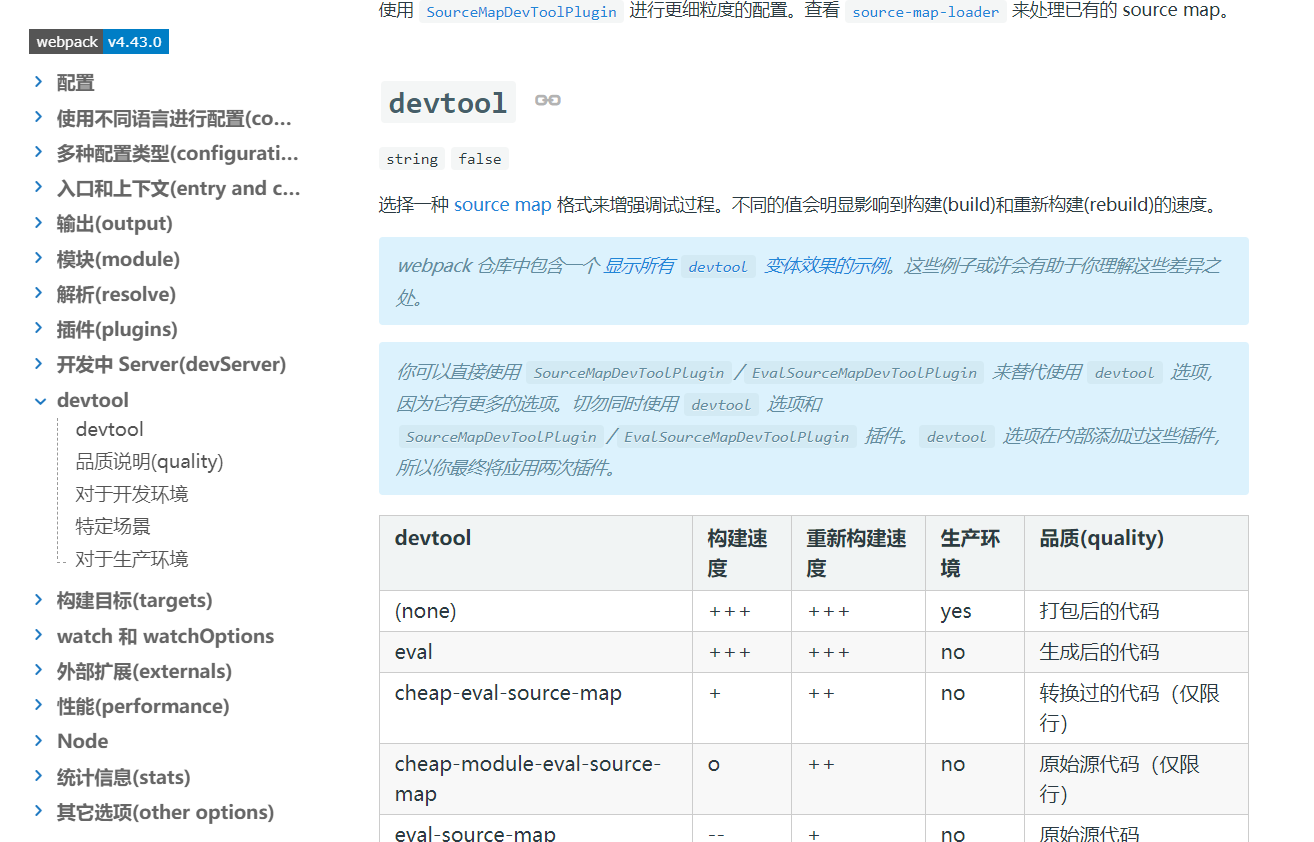 使用 SourceMapDevToolPlugin 进行更细粒度的配置。查看 source-map-loader 来处理已有的 source map。
webpack v4.43.0
配置
使用不同语言进行配置(co...
多种配置类型(configurati...
入口和上下文(entry and c...
输出(output)
模块(module)
解析(resolve)
插件(plugins)
开发中 Server(devServer)
devtool
devtool
品质说明(quality)
对于开发环境
特定场景
对于生产环境
构建目标(targets)
watch 和 watchOptions
外部扩展(externals)
性能(performance)
Node
统计信息(stats)
其它选项(other options)
devtool
string false
选择一种 source map 格式来增强调试过程。不同的值会明显影响到构建(build)和重新构建(rebuild)的速度。
webpack 仓库中包含一个 显示所有 devtool 变体效果的示例。这些例子或许会有助于你理解这些差异之
处。
你可以直接使用 SourceMapDevToolPlugin / EvalSourceMapDevToolPlugin 来替代使用 devtool 选项，
因为它有更多的选项。切勿同时使用 devtool 选项和
SourceMapDevToolPlugin / EvalSourceMapDevToolPlugin 插件。 devtool 选项在内部添加过这些插件，
所以你最终将应用两次插件。
devtool 构建速度 重新构建速度 生产环境 品质(quality)
(none) +++ +++ yes 打包后的代码
eval +++ +++ no 生成后的代码
cheap-eval-source-map + ++ no 转换过的代码（仅限
行）
cheap-module-eval-source- o ++ no 原始源代码（仅限
map 行）
eval-source-map -- + no 原始源代码